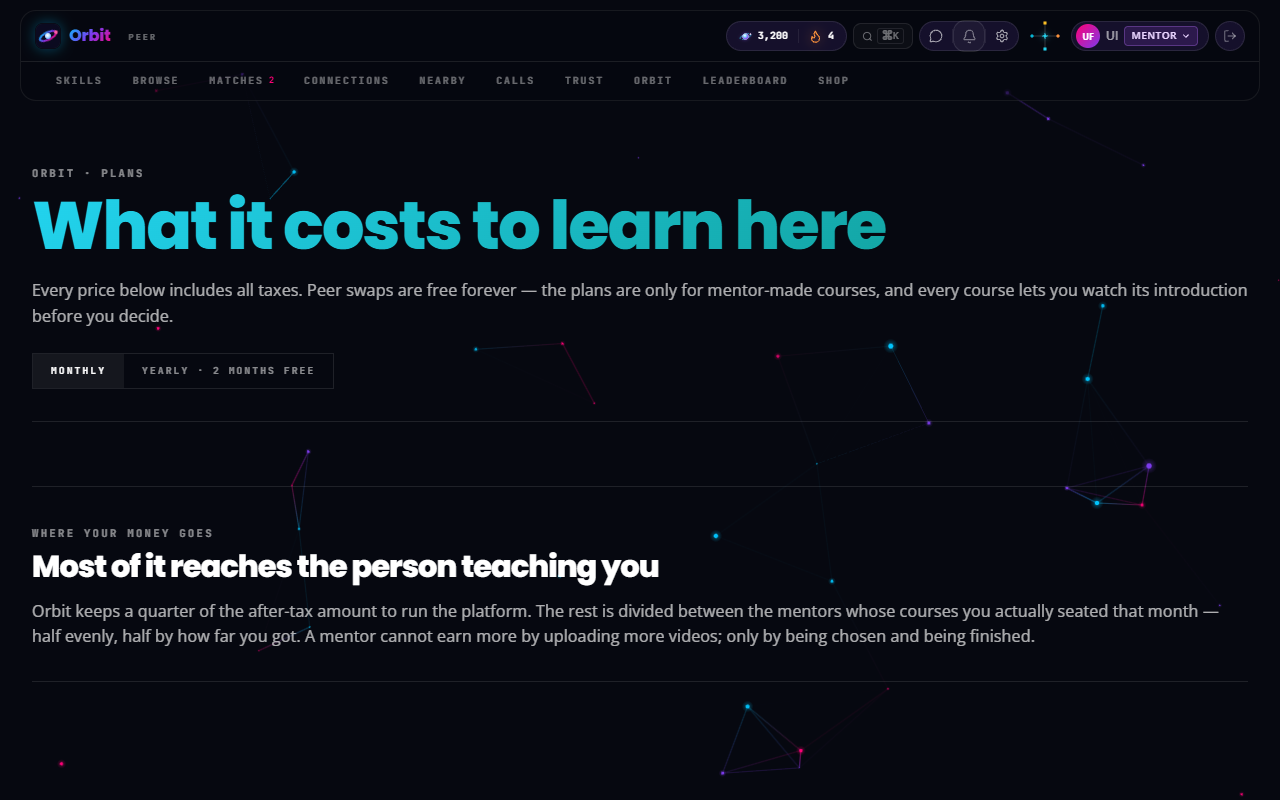 Orbit PEER 3,200 4 ⌘K UF UI MENTOR
SKILLS BROWSE MATCHES 2 CONNECTIONS NEARBY CALLS TRUST ORBIT LEADERBOARD SHOP
ORBIT · PLANS
What it costs to learn here
Every price below includes all taxes. Peer swaps are free forever — the plans are only for mentor-made courses, and every course lets you watch its introduction
before you decide.
MONTHLY YEARLY · 2 MONTHS FREE
WHERE YOUR MONEY GOES
Most of it reaches the person teaching you
Orbit keeps a quarter of the after-tax amount to run the platform. The rest is divided between the mentors whose courses you actually seated that month —
half evenly, half by how far you got. A mentor cannot earn more by uploading more videos; only by being chosen and being finished.